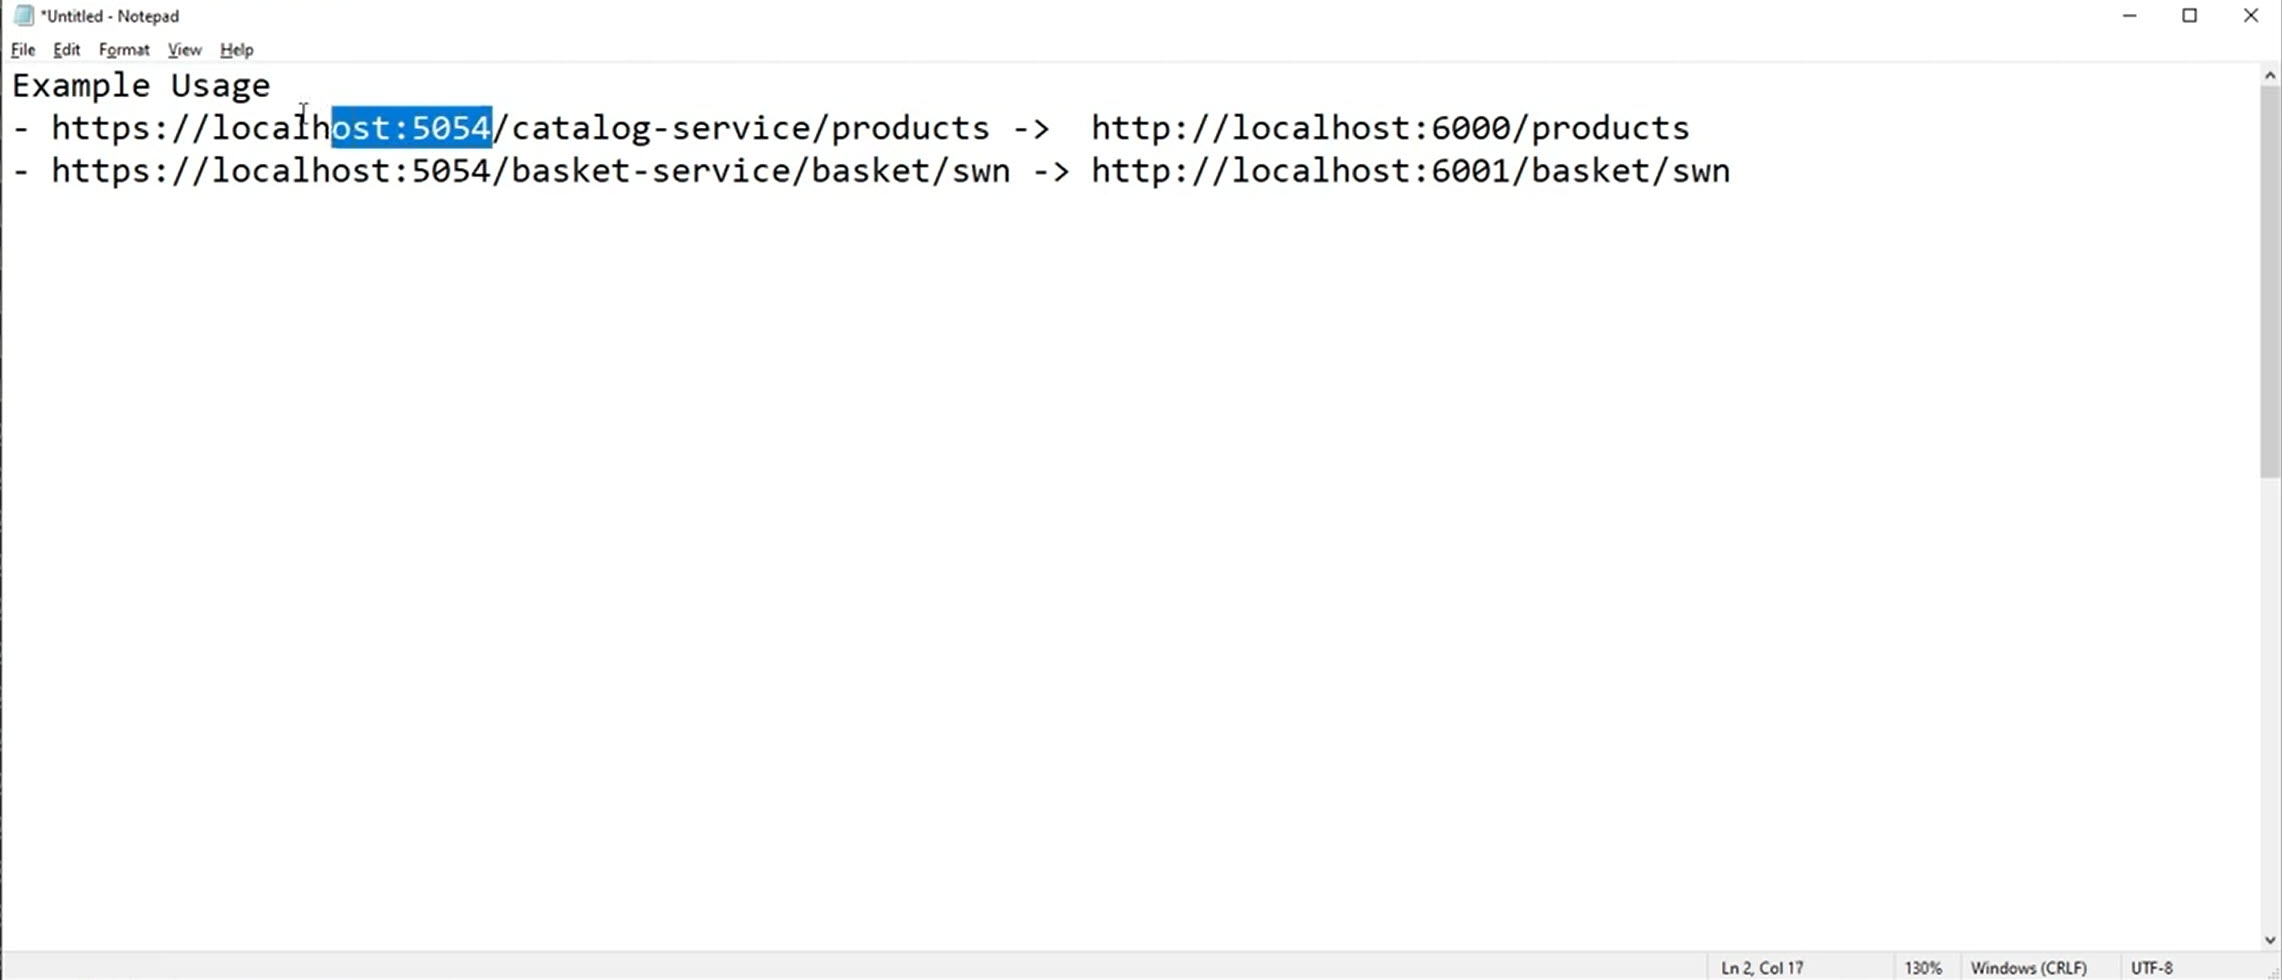 *Untitled - Notepad
File Edit Format View Help
Example Usage
- https://localhost:5054/catalog-service/products ->  http://localhost:6000/products
- https://localhost:5054/basket-service/basket/swn -> http://localhost:6001/basket/swn
Ln 2, Col 17 130% Windows (CRLF) UTF-8